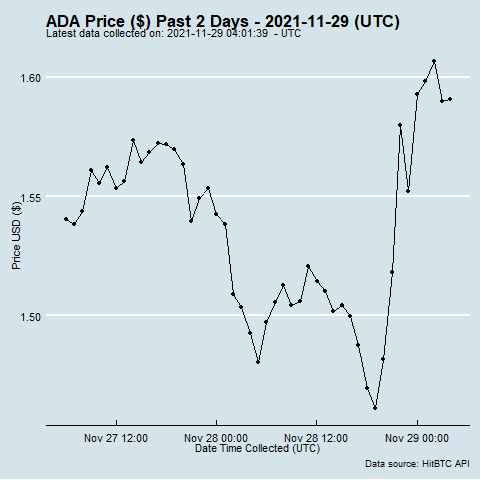 ADA Price ($) Past 2 Days - 2021-11-29 (UTC)
Latest data collected on: 2021-11-29 04:01:39  - UTC
1.60
1.55
1.50
Price USD ($)
Nov 27 12:00
Nov 28 00:00
Nov 28 12:00
Nov 29 00:00
Date Time Collected (UTC)
Data source: HitBTC API